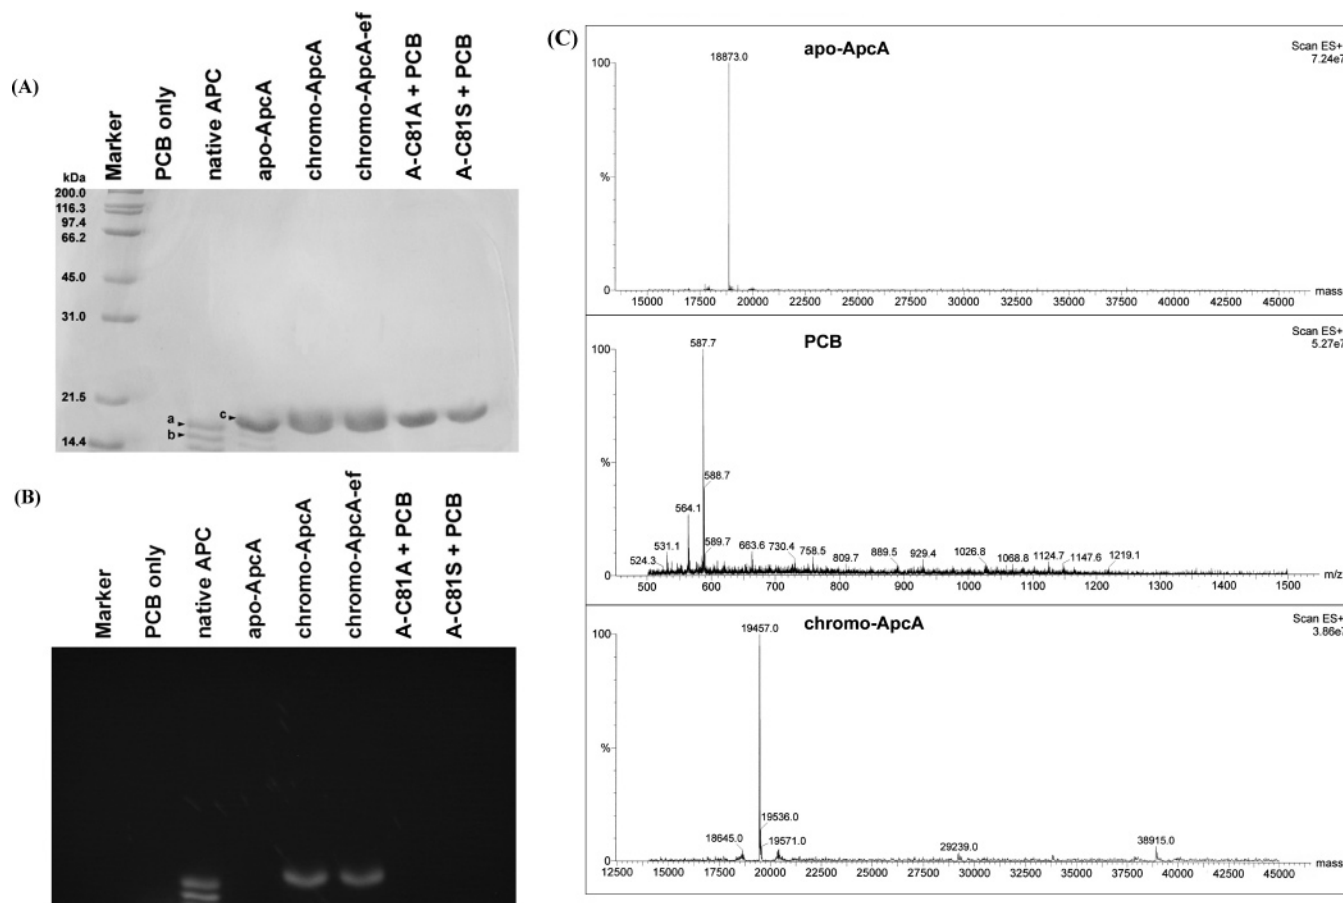 (A)
Marker
PCB only
native APC
apo-ApcA
chromo-ApcA
chromo-ApcA-ef
A-C81A + PCB
A-C81S + PCB
kDa
200.0
116.3
97.4
66.2
45.0
31.0
21.5
14.4
a
b
c
(B)
Marker
PCB only
native APC
apo-ApcA
chromo-ApcA
chromo-ApcA-ef
A-C81A + PCB
A-C81S + PCB
(C)
apo-ApcA
Scan ES+
7.24e7
100
18873.0
%
0
15000 17500 20000 22500 25000 27500 30000 32500 35000 37500 40000 42500 45000 mass
PCB
Scan ES+
5.27e7
100
587.7
588.7
%
564.1
589.7
531.1
524.3
663.6
730.4
758.5
809.7
889.5
929.4
1026.8
1068.8
1124.7
1147.6
1219.1
0
500 600 700 800 900 1000 1100 1200 1300 1400 1500 m/z
chromo-ApcA
Scan ES+
3.86e7
100
19457.0
%
19536.0
18645.0
19571.0
29239.0
38915.0
0
12500 15000 17500 20000 22500 25000 27500 30000 32500 35000 37500 40000 42500 45000 mass